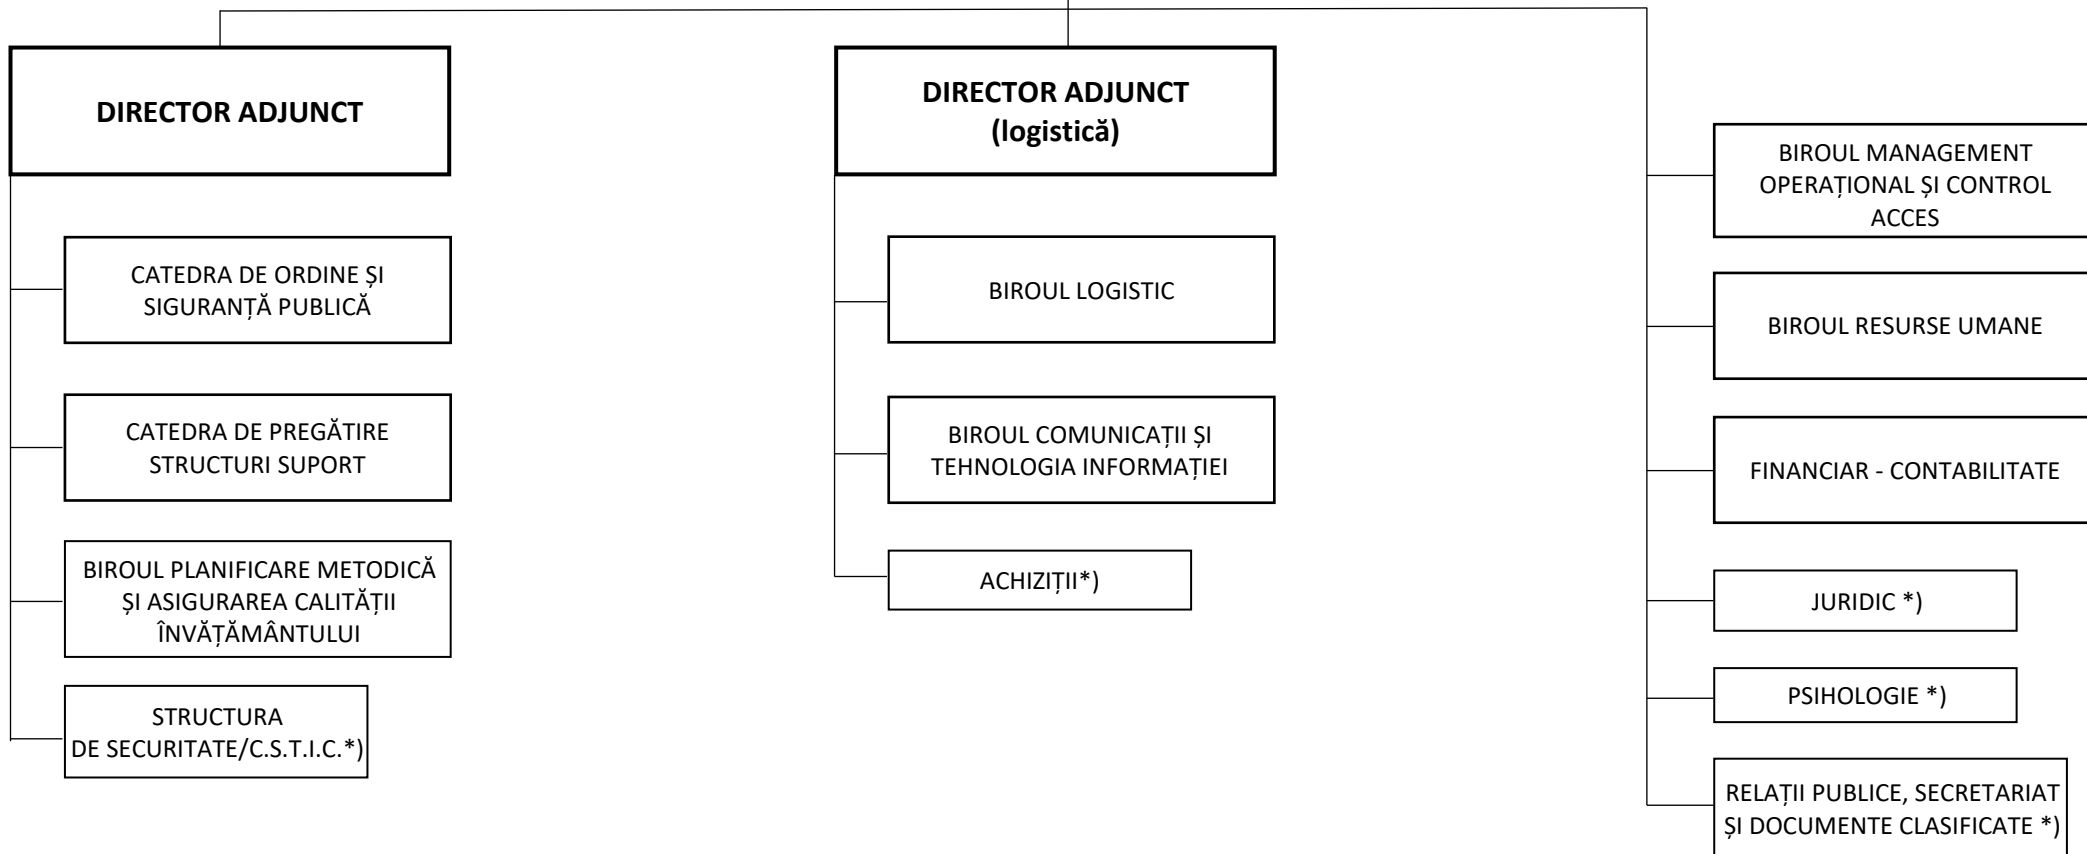 DIRECTOR ADJUNCT
CATEDRA DE ORDINE ȘI
SIGURANȚĂ PUBLICĂ
CATEDRA DE PREGĂTIRE
STRUCTURI SUPORT
BIROUL PLANIFICARE METODICĂ
ȘI ASIGURAREA CALITĂȚII
ÎNVĂȚĂMÂNTULUI
STRUCTURA
DE SECURITATE/C.S.T.I.C.*)
DIRECTOR ADJUNCT
(logistică)
BIROUL LOGISTIC
BIROUL COMUNICAȚII ȘI
TEHNOLOGIA INFORMAȚIEI
ACHIZIȚII*)
BIROUL MANAGEMENT
OPERAȚIONAL ȘI CONTROL
ACCES
BIROUL RESURSE UMANE
FINANCIAR - CONTABILITATE
JURIDIC *)
PSIHOLOGIE *)
RELAȚII PUBLICE, SECRETARIAT
ȘI DOCUMENTE CLASIFICATE *)